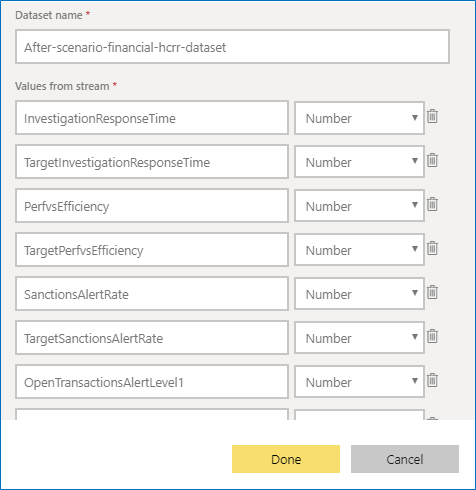 Dataset name *
After-scenario-financial-hcrr-dataset
Values from stream *
InvestigationResponseTime Number
TargetInvestigationResponseTime Number
PerfvsEfficiency Number
TargetPerfvsEfficiency Number
SanctionsAlertRate Number
TargetSanctionsAlertRate Number
OpenTransactionsAlertLevel1 Number
Done Cancel